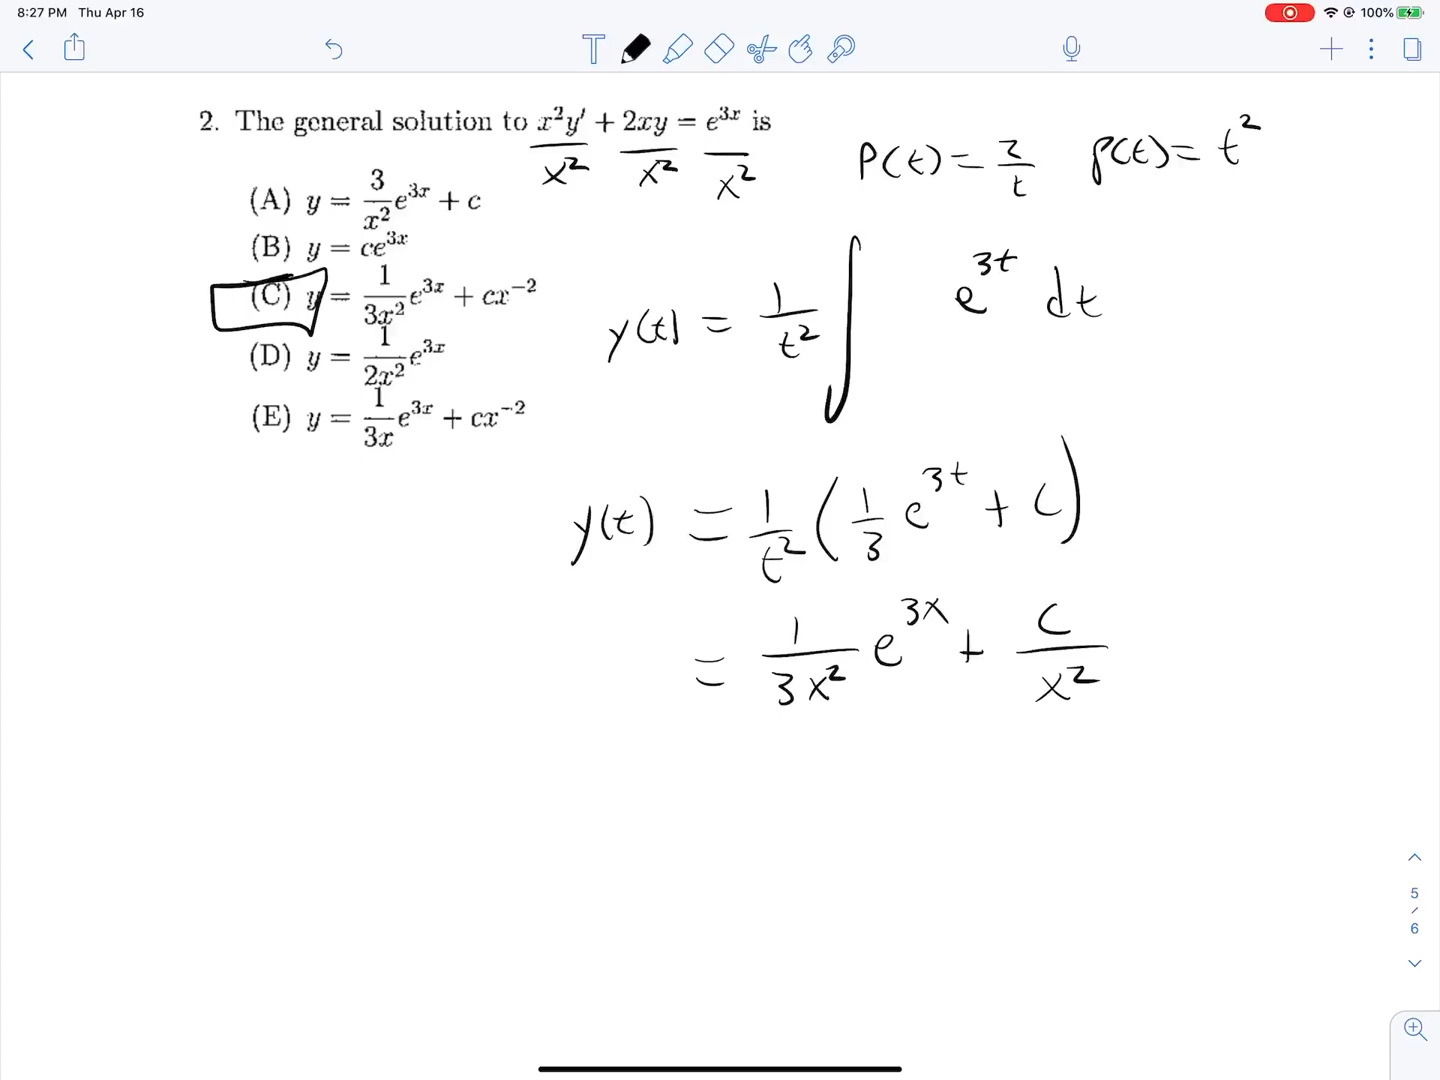 8:27 PM Thu Apr 16 100%
T
2. The general solution to x²y′ + 2xy = e^{3x} is
x² x² x²
P(t) = 2/t ρ(t) = t²
(A) y = 3/x² e^{3x} + c
(B) y = ce^{3x}
(C) y = 1/3x² e^{3x} + cx^{-2}
(D) y = 1/2x² e^{3x}
(E) y = 1/3x e^{3x} + cx^{-2}
y(t) = 1/t² ∫ e^{3t} dt
y(t) = 1/t² (1/3 e^{3t} + C)
= 1/3x² e^{3x} + C/x²
5
/
6